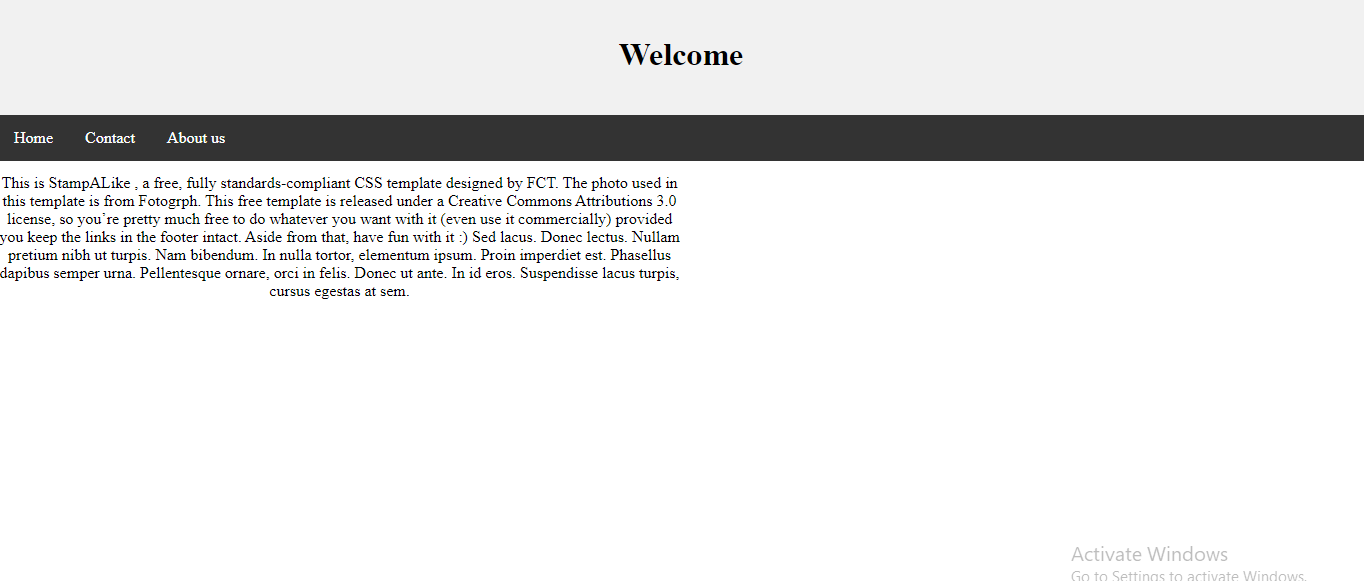 Welcome
Home Contact About us
This is StampALike , a free, fully standards-compliant CSS template designed by FCT. The photo used in
this template is from Fotogrph. This free template is released under a Creative Commons Attributions 3.0
license, so you’re pretty much free to do whatever you want with it (even use it commercially) provided
you keep the links in the footer intact. Aside from that, have fun with it :) Sed lacus. Donec lectus. Nullam
pretium nibh ut turpis. Nam bibendum. In nulla tortor, elementum ipsum. Proin imperdiet est. Phasellus
dapibus semper urna. Pellentesque ornare, orci in felis. Donec ut ante. In id eros. Suspendisse lacus turpis,
cursus egestas at sem.
Activate Windows
Go to Settings to activate Windows.